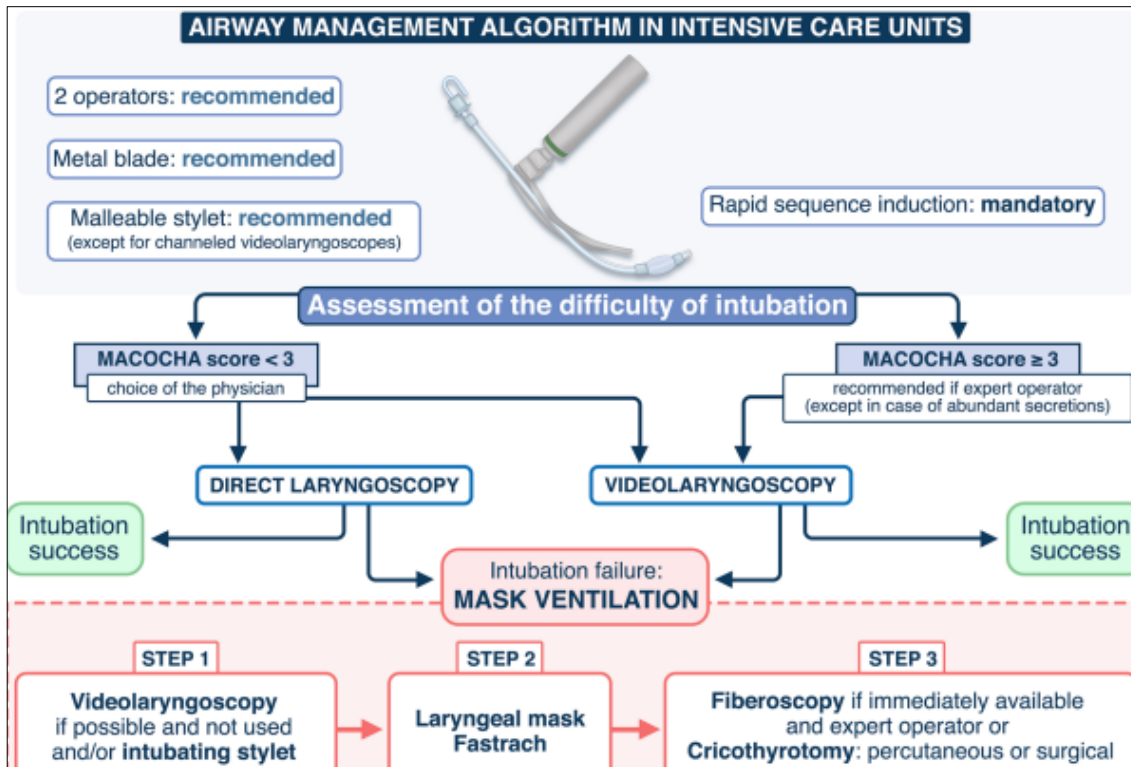 AIRWAY MANAGEMENT ALGORITHM IN INTENSIVE CARE UNITS
2 operators: recommended
Metal blade: recommended
Malleable stylet: recommended
(except for channeled videolaryngoscopes)
Rapid sequence induction: mandatory
Assessment of the difficulty of intubation
MACOCHA score < 3
choice of the physician
MACOCHA score ≥ 3
recommended if expert operator
(except in case of abundant secretions)
DIRECT LARYNGOSCOPY
VIDEOLARYNGOSCOPY
Intubation
success
Intubation failure:
MASK VENTILATION
Intubation
success
STEP 1
Videolaryngoscopy
if possible and not used
and/or intubating stylet
STEP 2
Laryngeal mask
Fastrach
STEP 3
Fiberoscopy if immediately available
and expert operator or
Cricothyrotomy: percutaneous or surgical